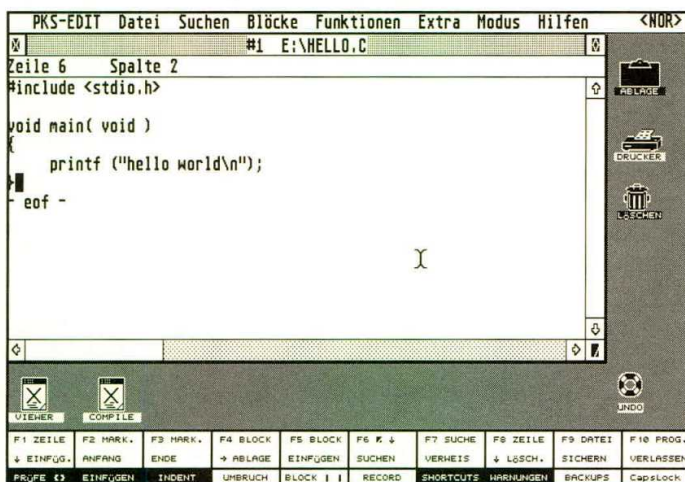 PKS-EDIT Datei Suchen Blöcke Funktionen Extra Modus Hilfen <NOR>
#1 E:\HELLO.C
Zeile 6 Spalte 2
#include <stdio.h>
void main( void )
{
printf ("hello world\n");
}
- eof -
ABLAGE
DRUCKER
LÖSCHEN
VIEWER COMPILE
UNDO
F1 ZEILE F2 MARK. F3 MARK. F4 BLOCK F5 BLOCK F6 ↸ ↓ F7 SUCHE F8 ZEILE F9 DATEI F10 PROG.
↓ EINFÜG. ANFANG ENDE → ABLAGE EINFÜGEN SUCHEN VERWEIS ↓ LÖSCH. SICHERN VERLASSEN
PRÜFE <> EINFÜGEN INDENT UMBRUCH BLOCK [ ] RECORD SHORTCUTS WARNUNGEN BACKUPS CapsLock